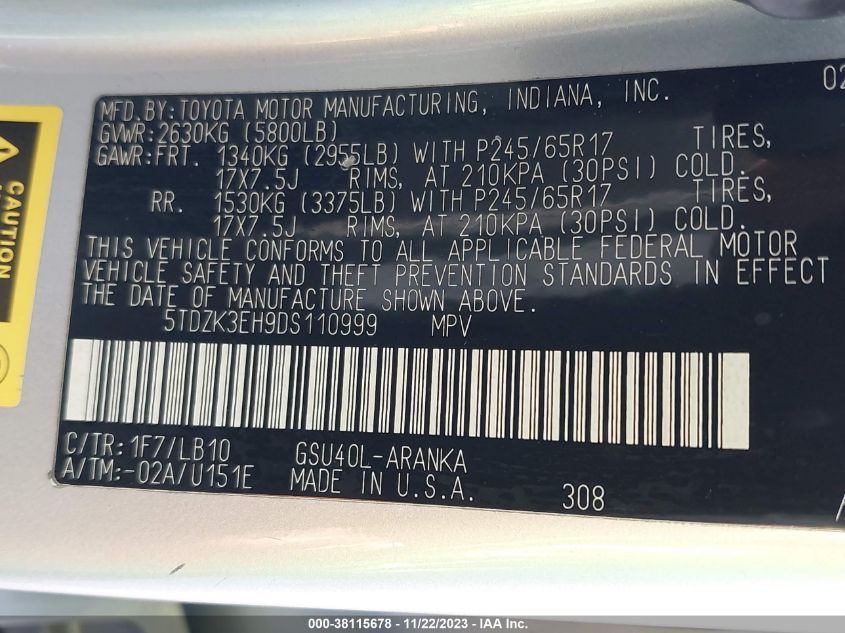 02
MFD.BY:TOYOTA MOTOR MANUFACTURING, INDIANA, INC.
GVWR:2630KG (5800LB)
GAWR:FRT. 1340KG (2955LB) WITH P245/65R17 TIRES,
17X7.5J RIMS, AT 210KPA (30PSI) COLD.
RR. 1530KG (3375LB) WITH P245/65R17 TIRES,
17X7.5J RIMS, AT 210KPA (30PSI) COLD.
THIS VEHICLE CONFORMS TO ALL APPLICABLE FEDERAL MOTOR
VEHICLE SAFETY AND THEFT PREVENTION STANDARDS IN EFFECT
THE DATE OF MANUFACTURE SHOWN ABOVE.
5TDZK3EH9DS110999 MPV
C/TR:1F7/LB10 GSU40L-ARANKA
A/TM:-02A/U151E MADE IN U.S.A. 308
CAUTION
000-38115678 - 11/22/2023 - IAA Inc.